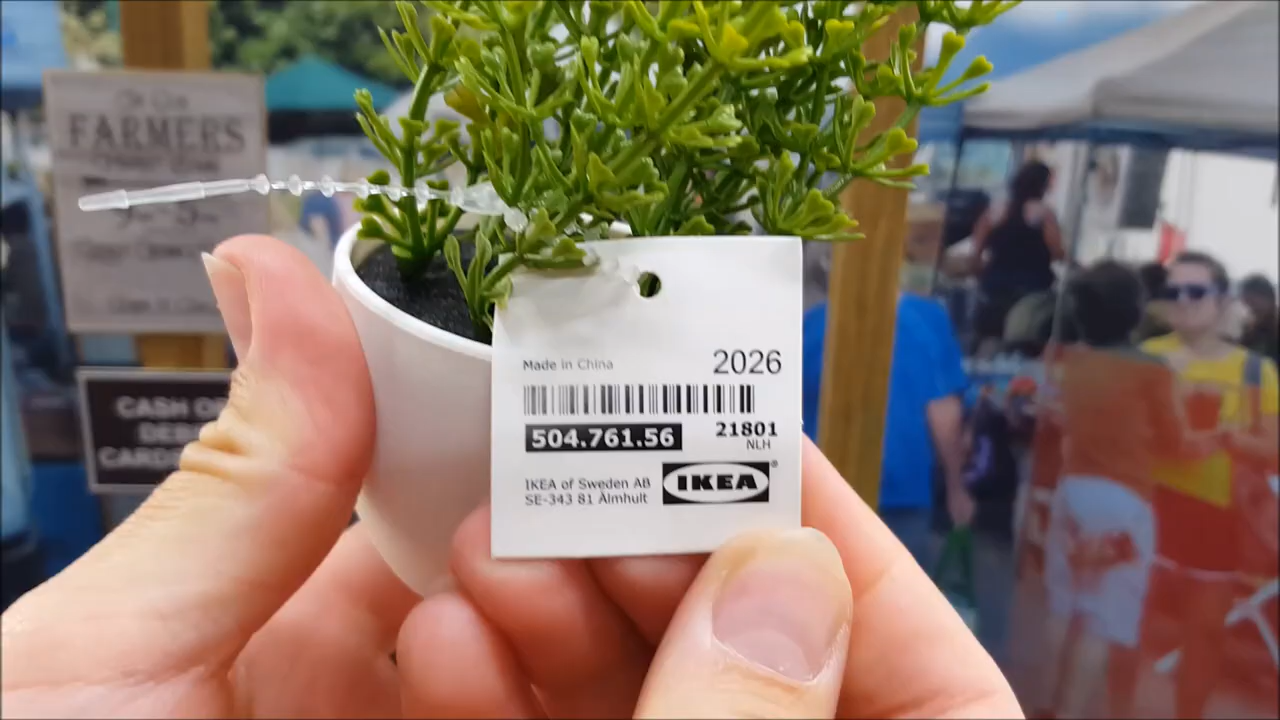 FARMERS
CASH OR
DEBIT
CARDS
Made in China
2026
504.761.56
21801
NLH
IKEA of Sweden AB
SE-343 81 Älmhult
IKEA
®